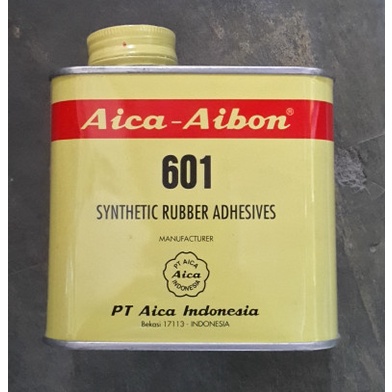 Aica-Aibon®
601
SYNTHETIC RUBBER ADHESIVES
MANUFACTURER
PT AICA
Aica
INDONESIA
PT Aica Indonesia
Bekasi 17113 - INDONESIA